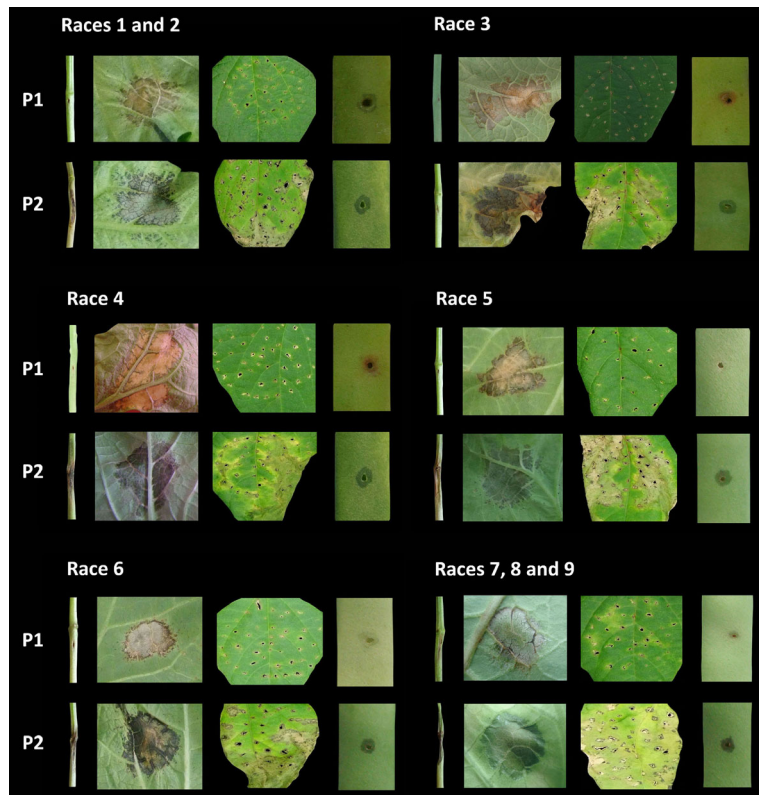 Races 1 and 2
Race 3
P1
P2
Race 4
Race 5
P1
P2
Race 6
Races 7, 8 and 9
P1
P2